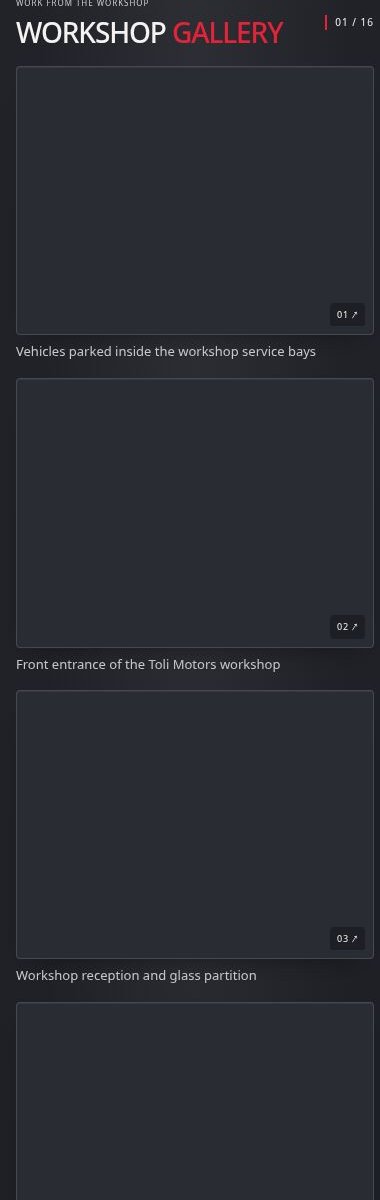 WORK FROM THE WORKSHOP
WORKSHOP GALLERY
01 / 16
01 ↗
Vehicles parked inside the workshop service bays
02 ↗
Front entrance of the Toli Motors workshop
03 ↗
Workshop reception and glass partition